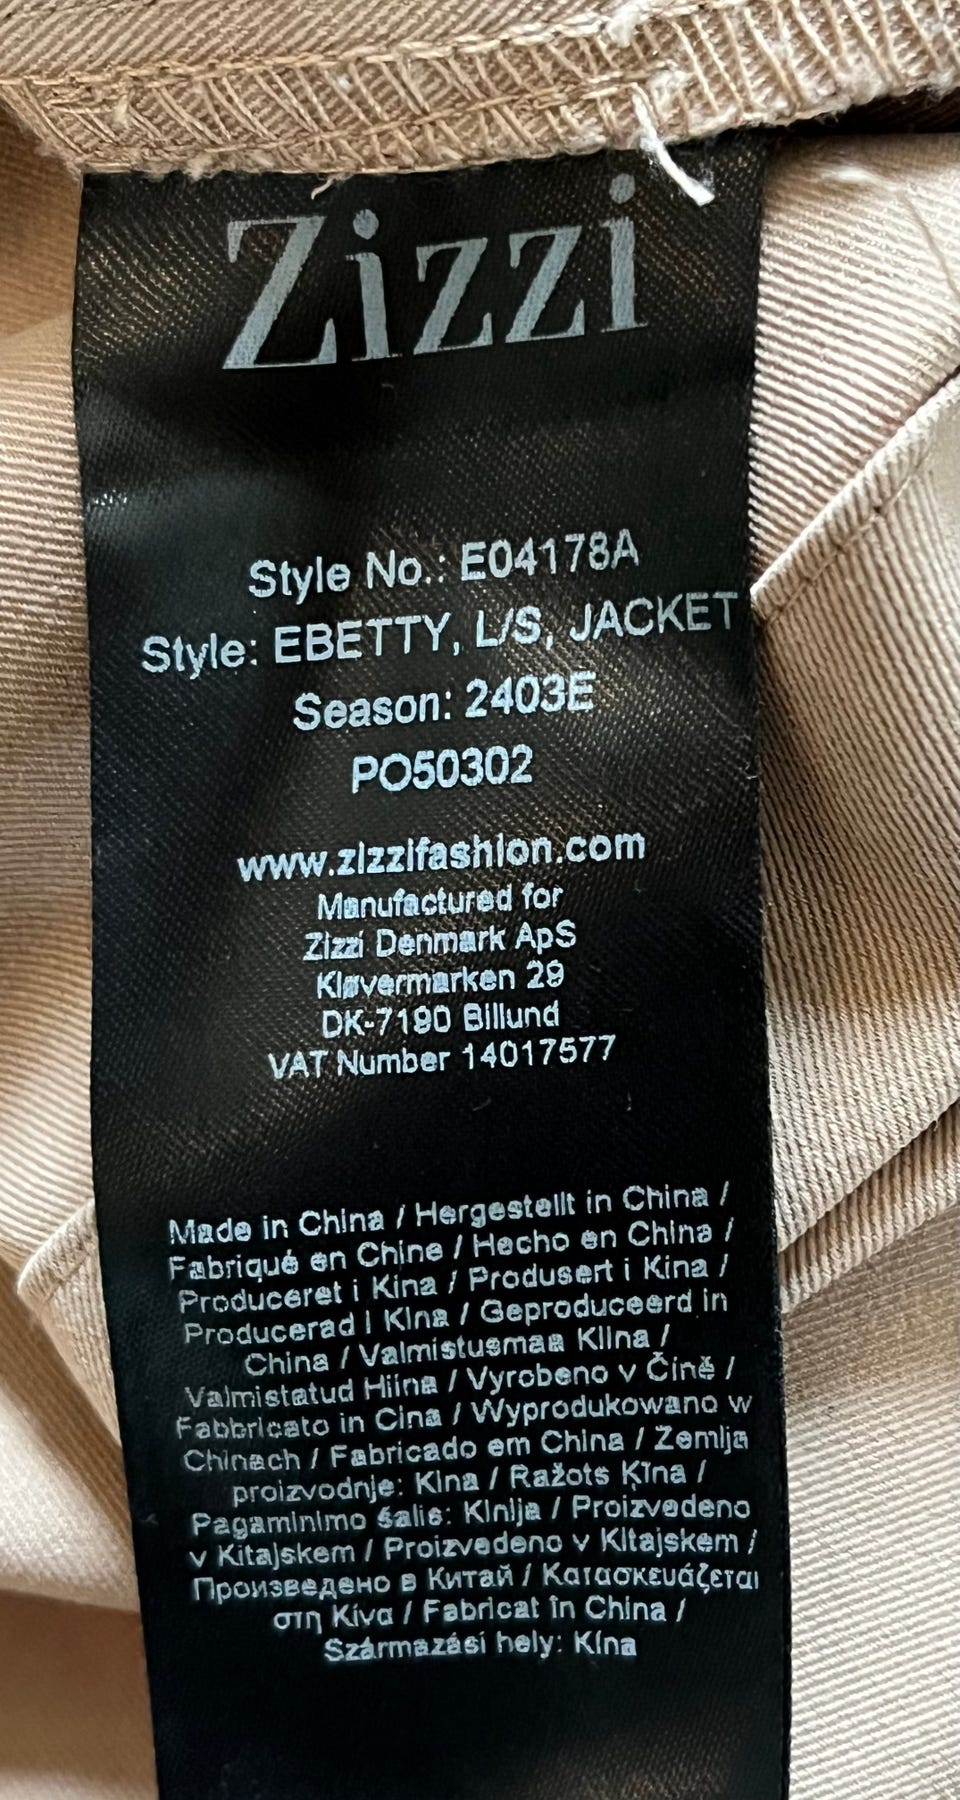 Zizzi
Style No.: E04178A
Style: EBETTY, L/S, JACKET
Season: 2403E
PO50302
www.zizzifashion.com
Manufactured for
Zizzi Denmark ApS
Kløvermarken 29
DK-7190 Billund
VAT Number 14017577
Made in China / Hergestellt in China /
Fabriqué en Chine / Hecho en China /
Produceret i Kina / Produsert i Kina /
Producerad i Kina / Geproduceerd in
China / Valmistusmaa Kiina /
Valmistatud Hiina / Vyrobeno v Číně /
Fabbricato in Cina / Wyprodukowano w
Chinach / Fabricado em China / Zemlja
proizvodnje: Kina / Ražots Ķīna /
Pagaminimo šalis: Kinija / Proizvedeno
v Kitajskem / Proizvedeno v Kitajskem /
Произведено в Китай / Κατασκευάζεται
στη Κίνα / Fabricat în China /
Származási hely: Kína